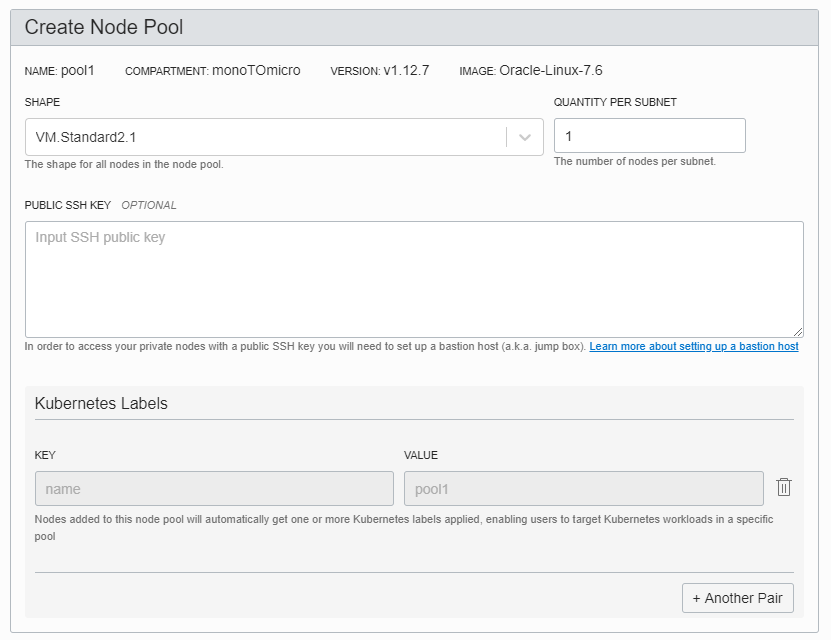 Create Node Pool
NAME: pool1 COMPARTMENT: monoTOmicro VERSION: v1.12.7 IMAGE: Oracle-Linux-7.6
SHAPE
VM.Standard2.1
The shape for all nodes in the node pool.
QUANTITY PER SUBNET
1
The number of nodes per subnet.
PUBLIC SSH KEY OPTIONAL
Input SSH public key
In order to access your private nodes with a public SSH key you will need to set up a bastion host (a.k.a. jump box). Learn more about setting up a bastion host
Kubernetes Labels
KEY VALUE
name pool1
Nodes added to this node pool will automatically get one or more Kubernetes labels applied, enabling users to target Kubernetes workloads in a specific
pool
+ Another Pair